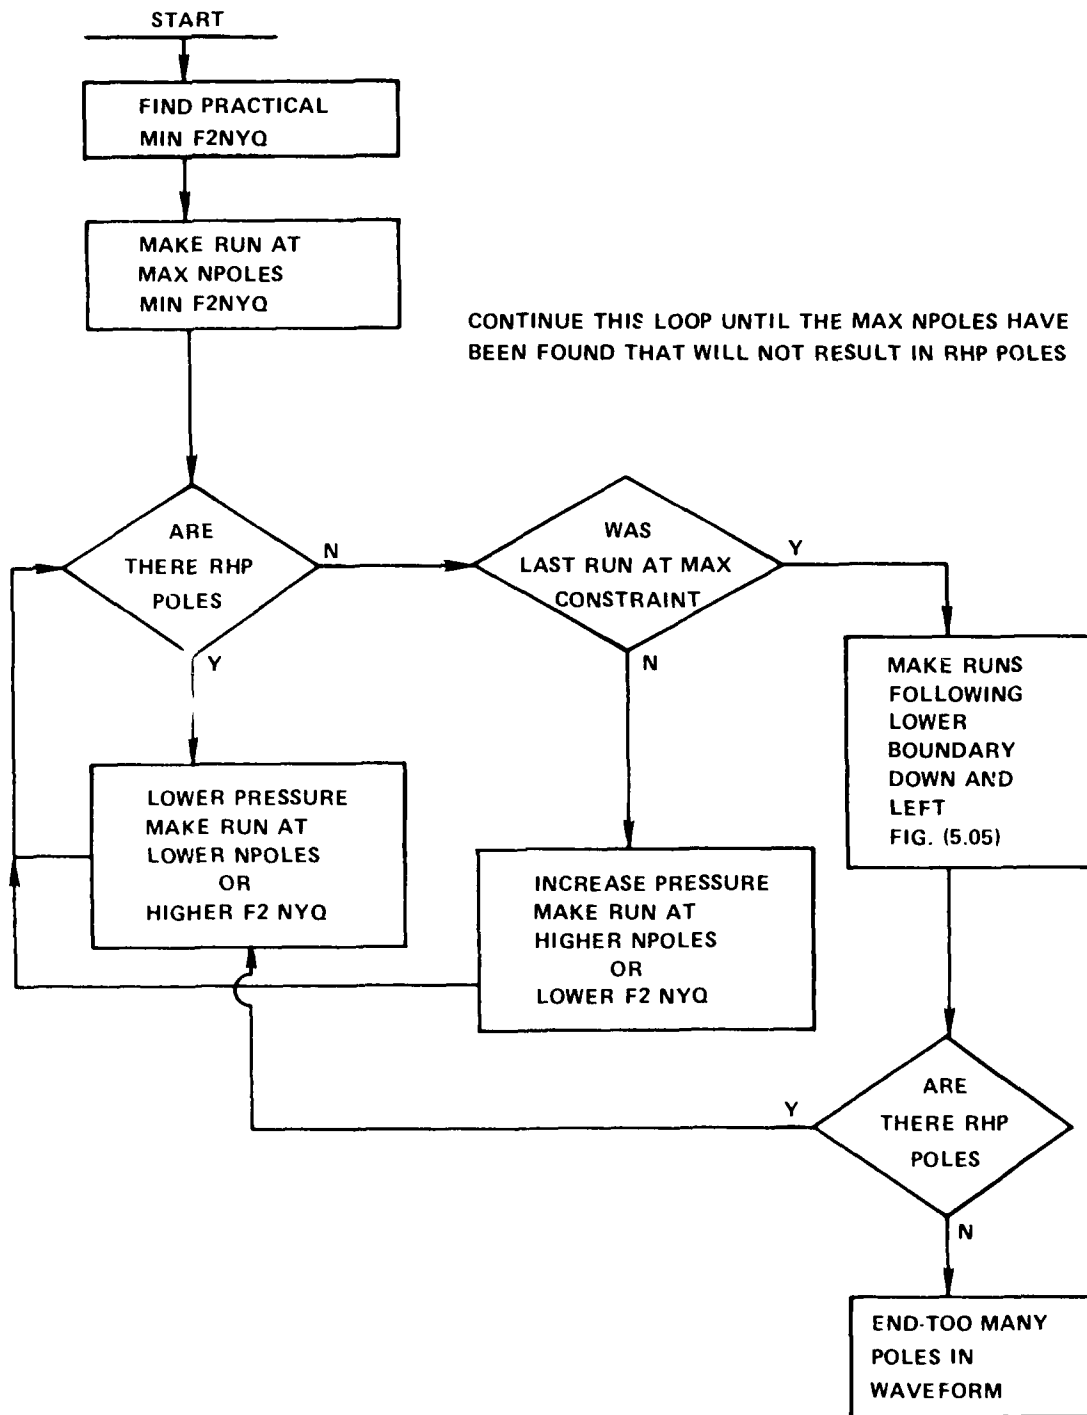 START
FIND PRACTICAL
MIN F2NYQ
MAKE RUN AT
MAX NPOLES
MIN F2NYQ
CONTINUE THIS LOOP UNTIL THE MAX NPOLES HAVE
BEEN FOUND THAT WILL NOT RESULT IN RHP POLES
ARE
THERE RHP
POLES
N
Y
WAS
LAST RUN AT MAX
CONSTRAINT
Y
N
MAKE RUNS
FOLLOWING
LOWER
BOUNDARY
DOWN AND
LEFT
FIG. (5.05)
LOWER PRESSURE
MAKE RUN AT
LOWER NPOLES
OR
HIGHER F2 NYQ
INCREASE PRESSURE
MAKE RUN AT
HIGHER NPOLES
OR
LOWER F2 NYQ
ARE
THERE RHP
POLES
Y
N
END-TOO MANY
POLES IN
WAVEFORM